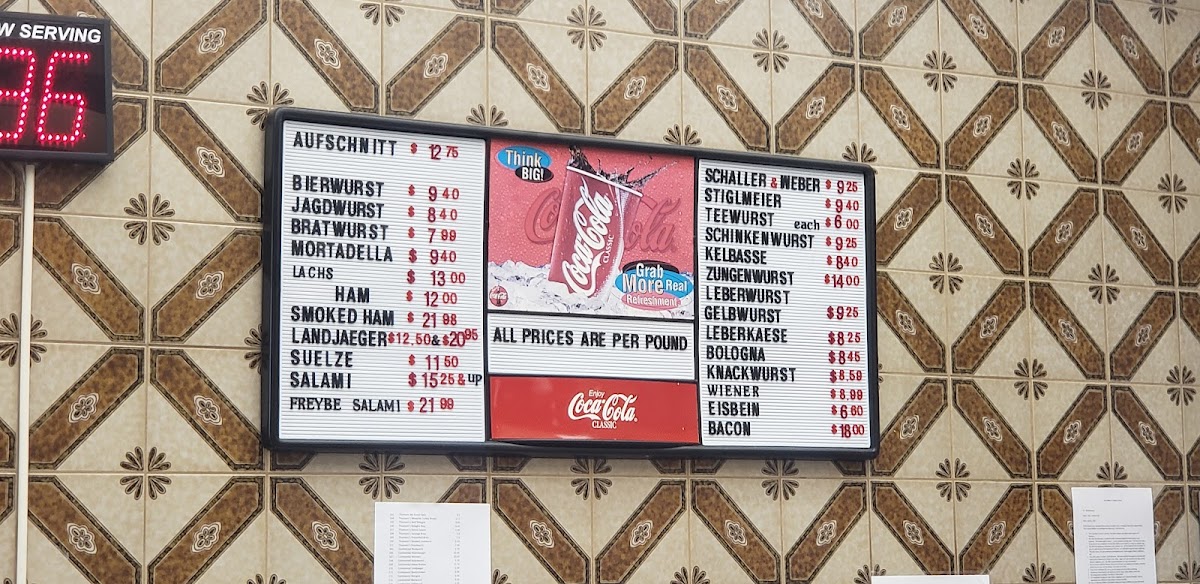 W SERVING
36
AUFSCHNITT $ 12 75
BIERWURST $ 9 40
JAGDWURST $ 8 40
BRATWURST $ 7 99
MORTADELLA $ 9 40
LACHS $ 13 00
HAM $ 12 00
SMOKED HAM $ 21 98
LANDJAEGER $12.50 & $20 95
SUELZE $ 11 50
SALAMI $ 15 25 & up
FREYBE SALAMI $ 21 99
Think
BIG!
Coca-Cola
CLASSIC
Grab
More Real
Refreshment
ALL PRICES ARE PER POUND
Enjoy
Coca-Cola
CLASSIC
SCHALLER & WEBER $ 9 25
STIGLMEIER $ 9 40
TEEWURST each $ 6 00
SCHINKENWURST $ 9 25
KELBASSE $ 8 40
ZUNGENWURST $ 14 00
LEBERWURST
GELBWURST $ 9 25
LEBERKAESE $ 8 25
BOLOGNA $ 8 45
KNACKWURST $ 8.59
WIENER $ 8.99
EISBEIN $ 6 60
BACON $ 18 00